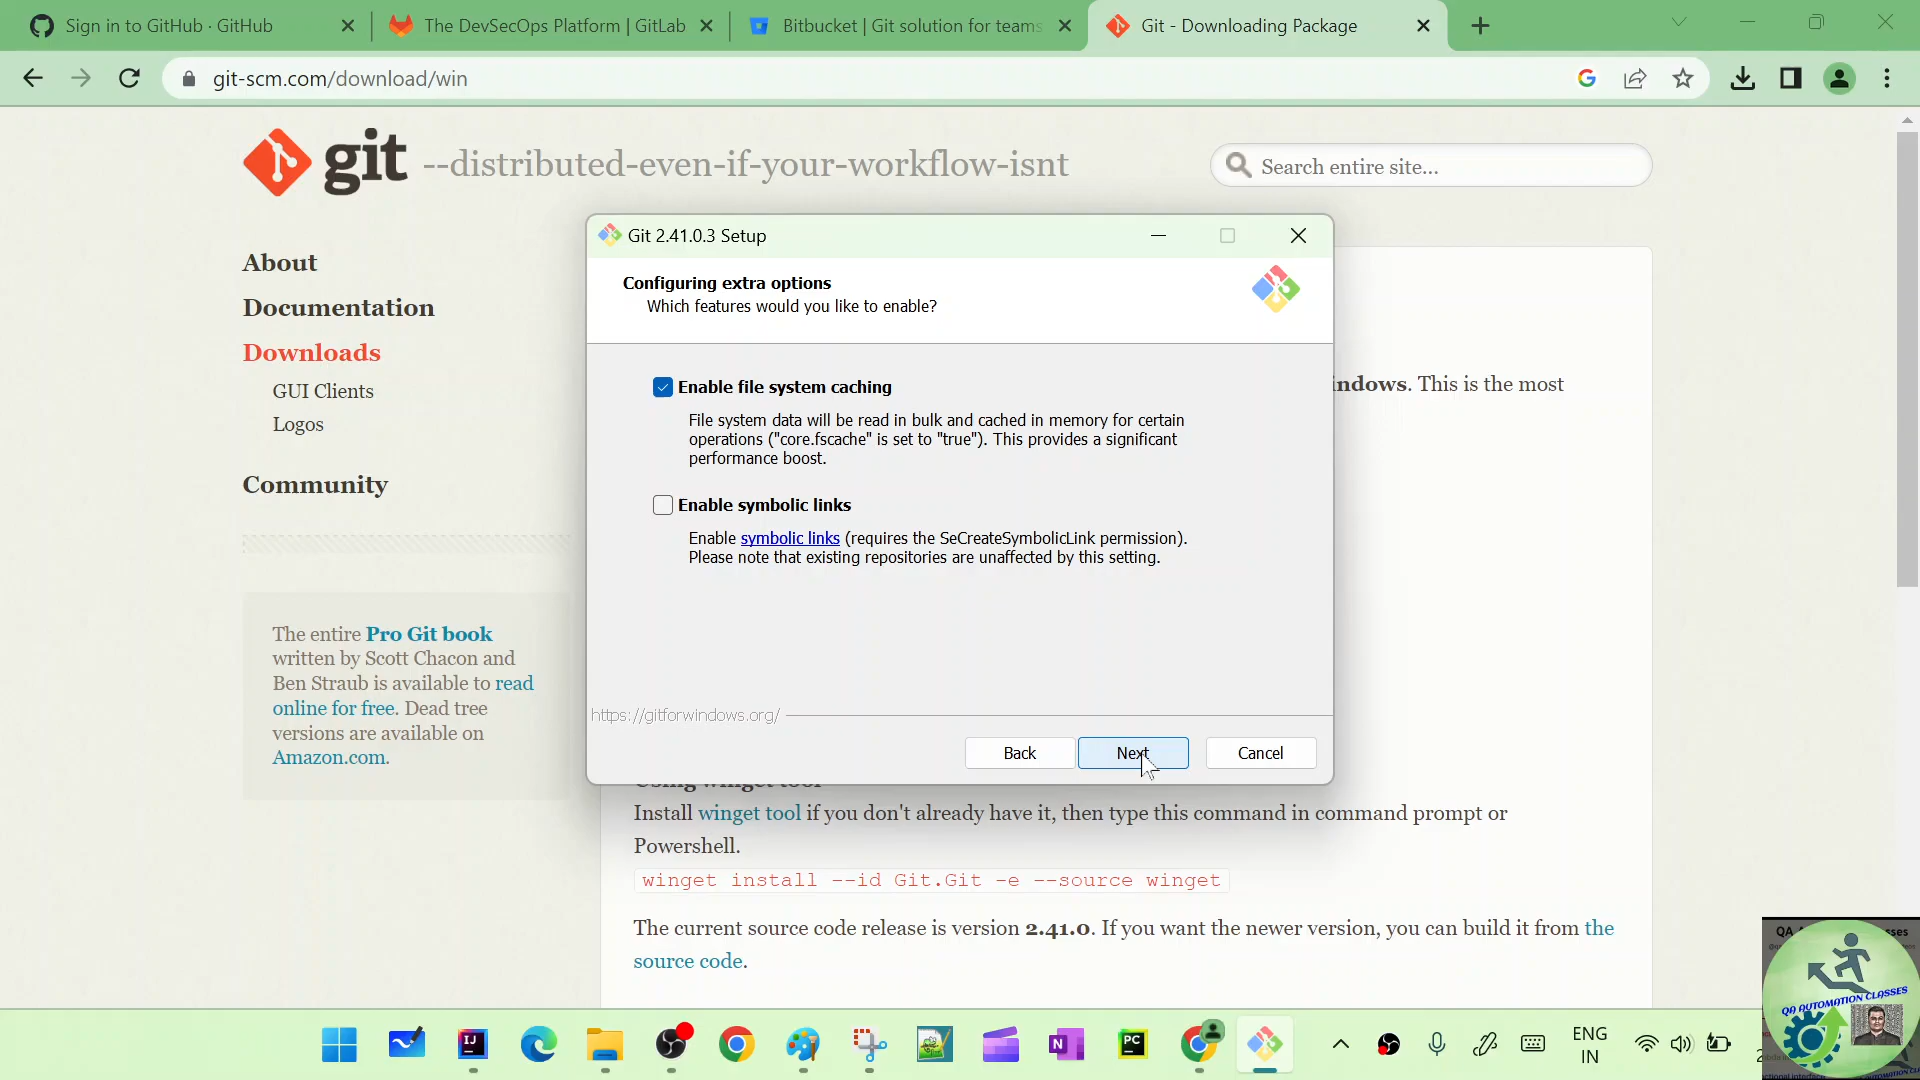 Sign in to GitHub · GitHub
The DevSecOps Platform | GitLab
Bitbucket | Git solution for teams
Git - Downloading Package
git-scm.com/download/win
git --distributed-even-if-your-workflow-isnt
Search entire site...
About
Documentation
Downloads
GUI Clients
Logos
Community
The entire Pro Git book
written by Scott Chacon and
Ben Straub is available to read
online for free. Dead tree
versions are available on
Amazon.com.
Git 2.41.0.3 Setup
Configuring extra options
Which features would you like to enable?
Enable file system caching
File system data will be read in bulk and cached in memory for certain
operations ("core.fscache" is set to "true"). This provides a significant
performance boost.
Enable symbolic links
Enable symbolic links (requires the SeCreateSymbolicLink permission).
Please note that existing repositories are unaffected by this setting.
https://gitforwindows.org/
Back
Next
Cancel
indows. This is the most
Using winget tool
Install winget tool if you don't already have it, then type this command in command prompt or
Powershell.
winget install --id Git.Git -e --source winget
The current source code release is version 2.41.0. If you want the newer version, you can build it from the
source code.
ENG
IN
QA AUTOMATION CLASSES